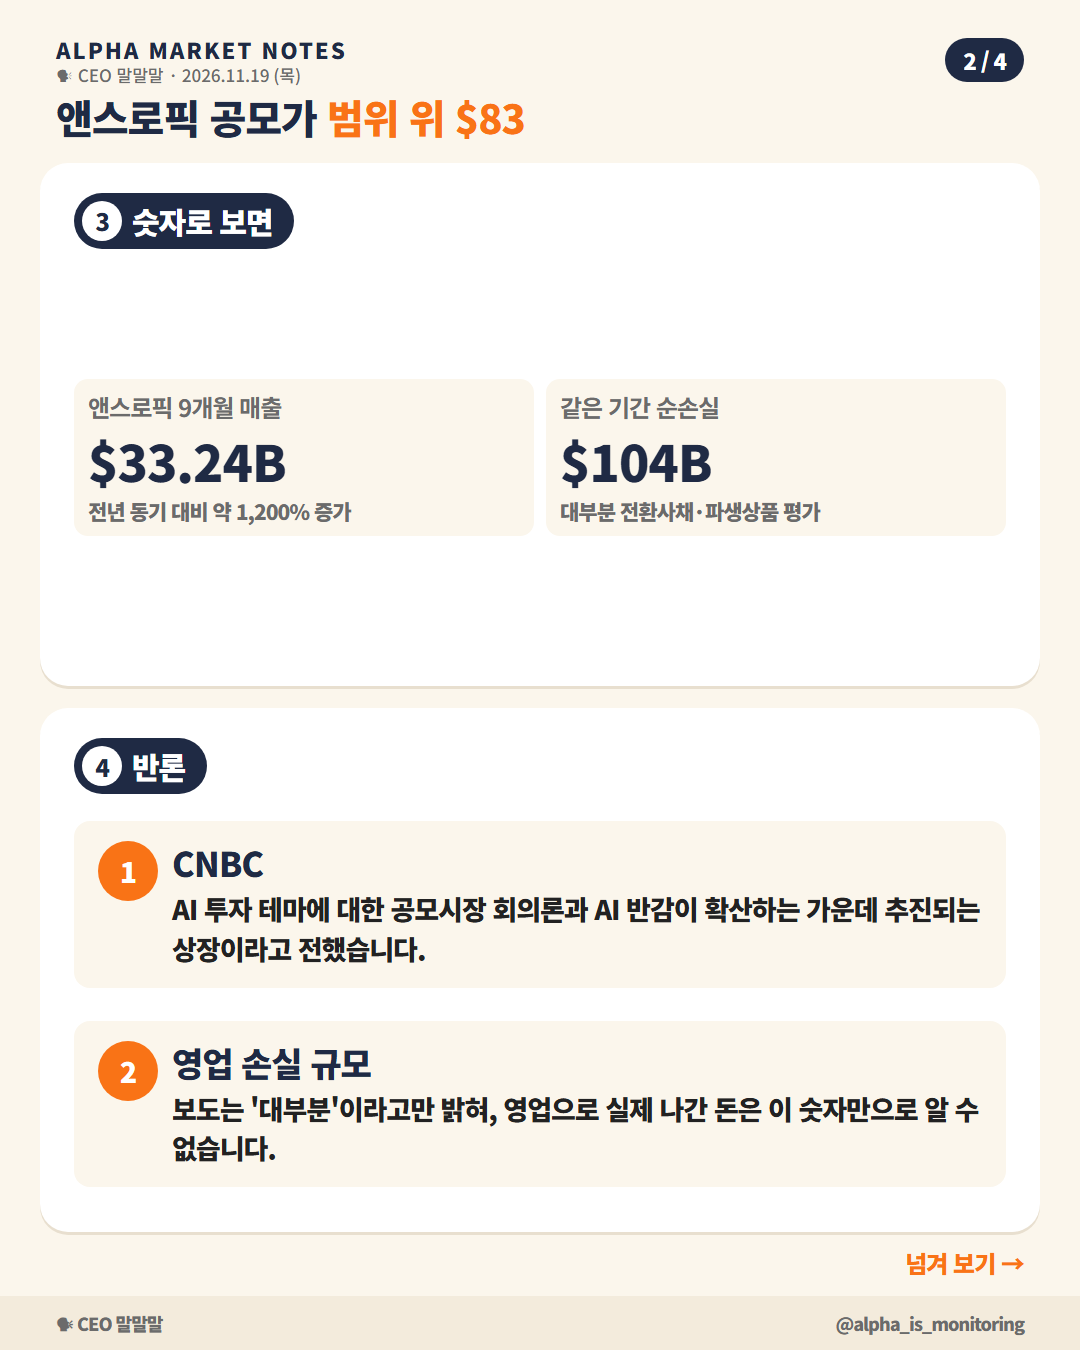 ALPHA MARKET NOTES
🗣 CEO 말말말 · 2026.11.19 (목)
2 / 4
앤스로픽 공모가 범위 위 $83
3 숫자로 보면
앤스로픽 9개월 매출
$33.24B
전년 동기 대비 약 1,200% 증가
같은 기간 순손실
$104B
대부분 전환사채·파생상품 평가
4 반론
1 CNBC
AI 투자 테마에 대한 공모시장 회의론과 AI 반감이 확산하는 가운데 추진되는
상장이라고 전했습니다.
2 영업 손실 규모
보도는 '대부분'이라고만 밝혀, 영업으로 실제 나간 돈은 이 숫자만으로 알 수
없습니다.
넘겨 보기 →
🗣 CEO 말말말
@alpha_is_monitoring